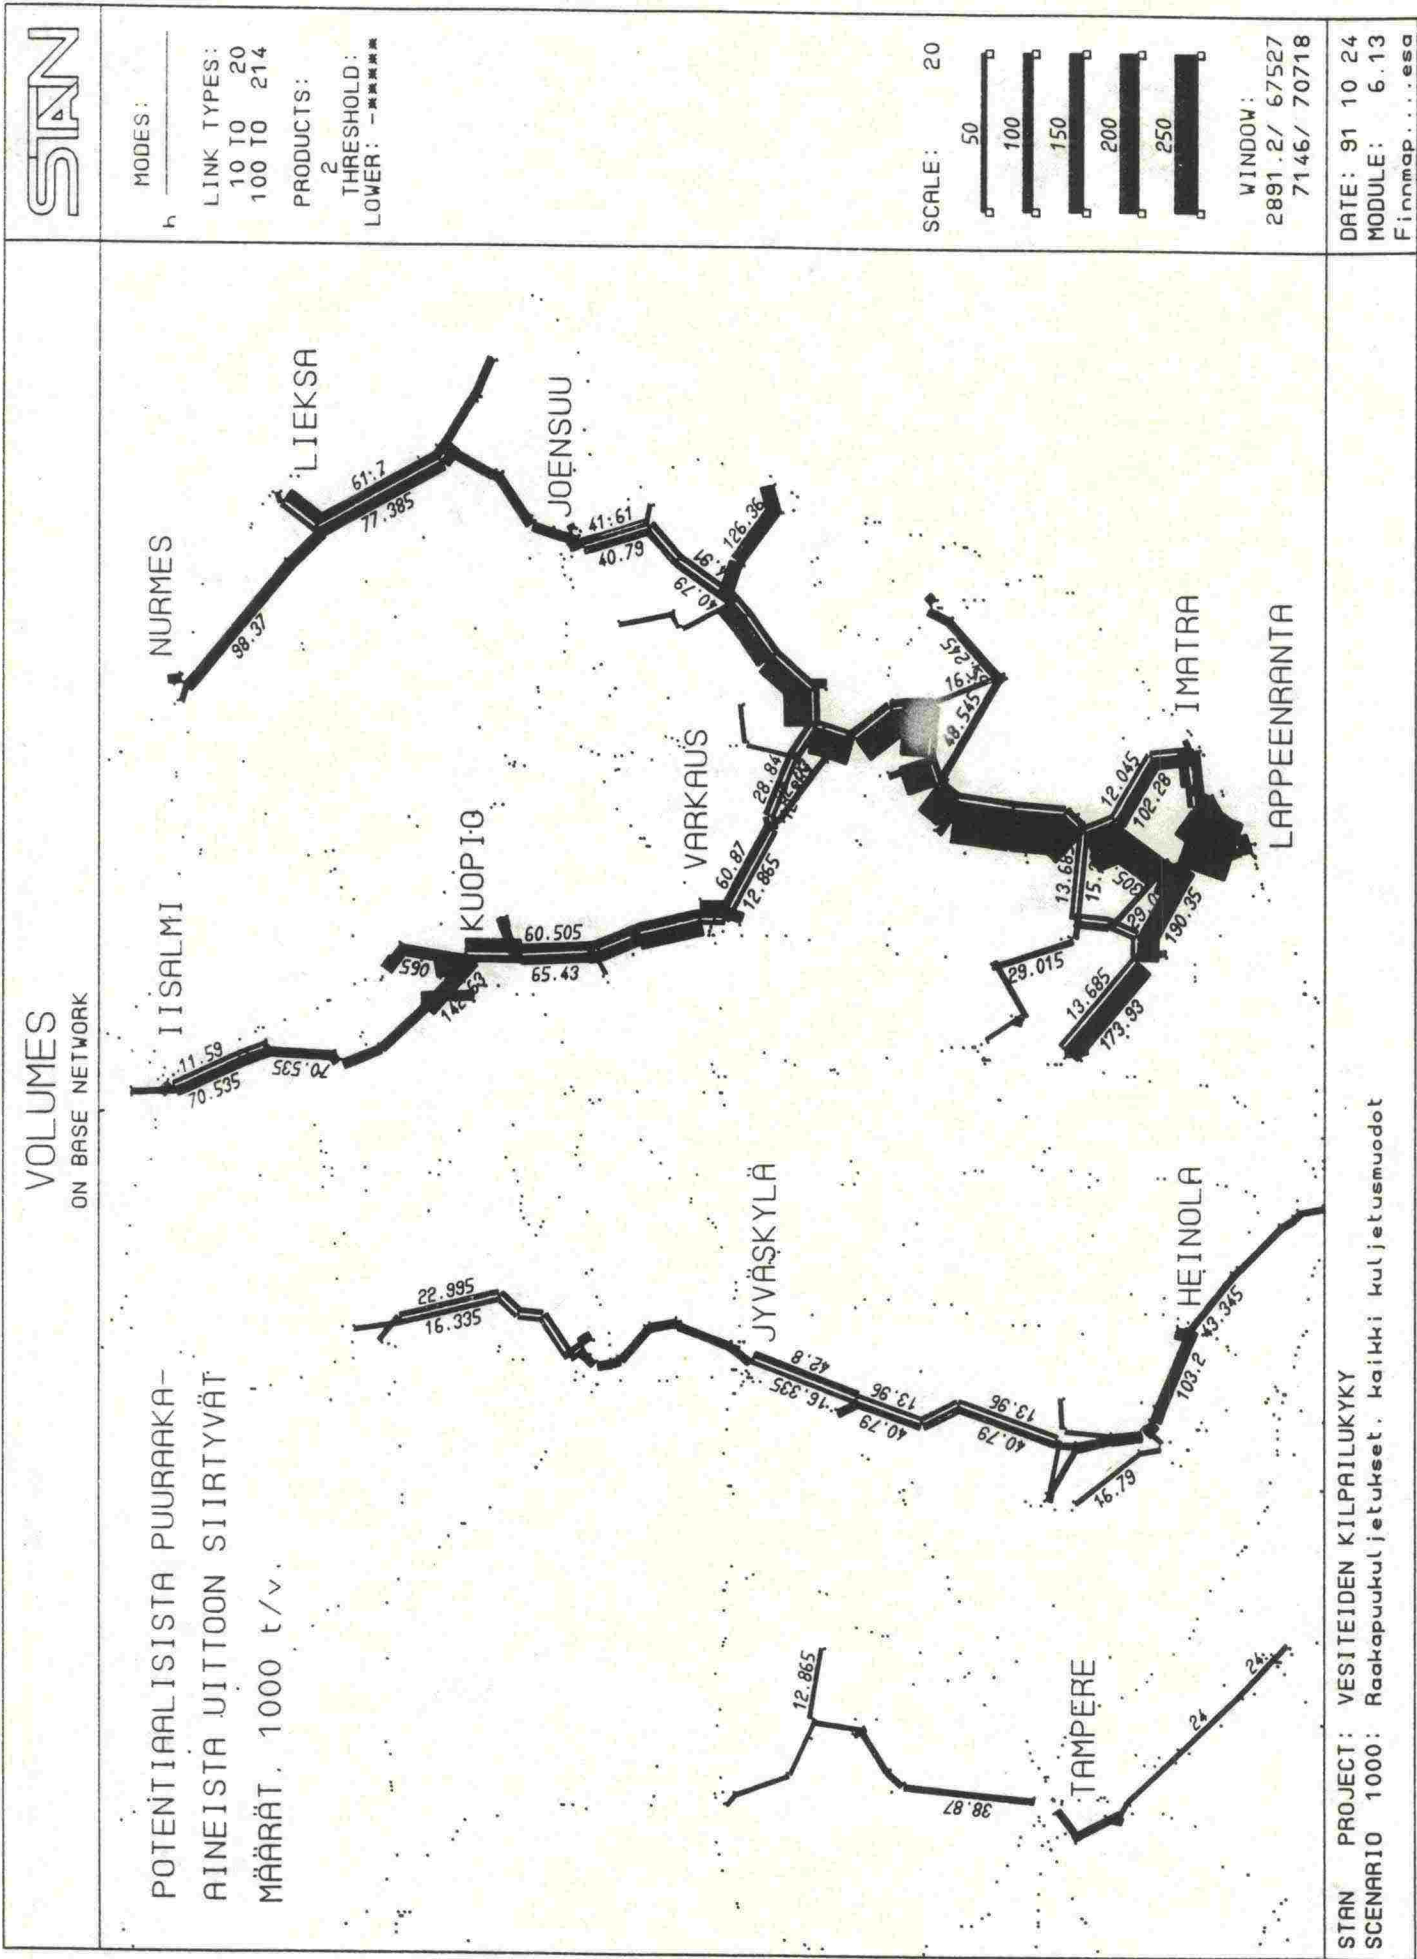 VOLUMES
ON BASE NETWORK
STAN
POTENTIAALISISTA PUURAAKA-
AINEISTA UITTOON SIIRTYVÄT
MÄÄRÄT, 1000 t/v.
MODES:
h
LINK TYPES:
10 TO 20
100 TO 214
PRODUCTS:
2
THRESHOLD:
LOWER: -******
SCALE: 20
50
100
150
200
250
WINDOW:
2891.2/ 67527
7146/ 70718
DATE: 91 10 24
MODULE: 6.13
Finnmap....esa
IISALMI
11.59
70.535
70.535
142.63
KUOPIO
60.505
65.43
VARKAUS
60.87
12.865
28.84
NURMES
98.37
LIEKSA
61.7
77.385
JOENSUU
41.61
40.79
40.79
126.36
48.545
IMATRA
12.045
102.28
LAPPEENRANTA
190.35
29.015
13.685
173.93
22.995
16.335
JYVÄSKYLÄ
42.8
16.335
13.96
40.79
13.96
40.79
HEINOLA
103.2
43.345
16.79
12.865
38.87
TAMPERE
24
24.
STAN PROJECT: VESITEIDEN KILPAILUKYKY
SCENARIO 1000: Raakapuukuljetukset. kaikki kuljetusmuodot